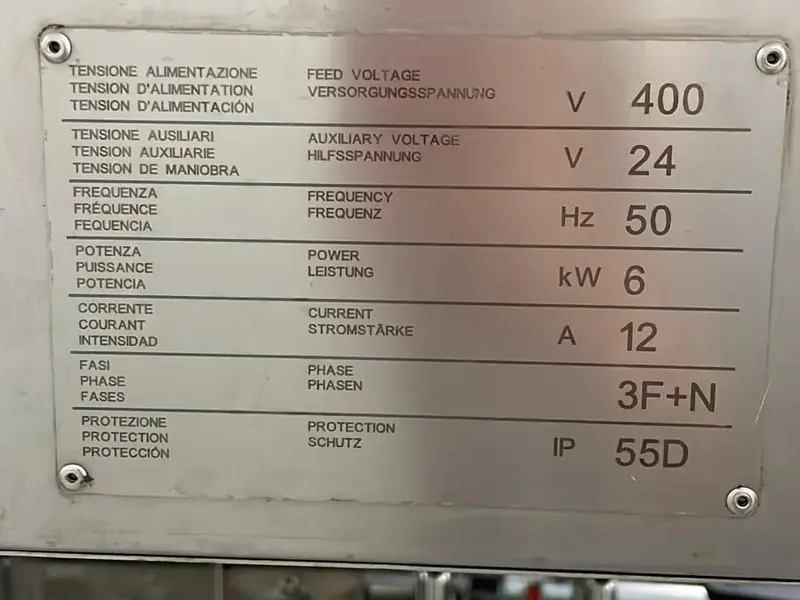 TENSIONE ALIMENTAZIONE FEED VOLTAGE
TENSION D'ALIMENTATION VERSORGUNGSSPANNUNG V 400
TENSION D'ALIMENTACIÓN
TENSIONE AUSILIARI AUXILIARY VOLTAGE
TENSION AUXILIARIE HILFSSPANNUNG V 24
TENSION DE MANIOBRA
FREQUENZA FREQUENCY
FRÉQUENCE FREQUENZ Hz 50
FEQUENCIA
POTENZA POWER
PUISSANCE LEISTUNG kW 6
POTENCIA
CORRENTE CURRENT
COURANT STROMSTÄRKE A 12
INTENSIDAD
FASI PHASE
PHASE PHASEN 3F+N
FASES
PROTEZIONE PROTECTION
PROTECTION SCHUTZ IP 55D
PROTECCIÓN